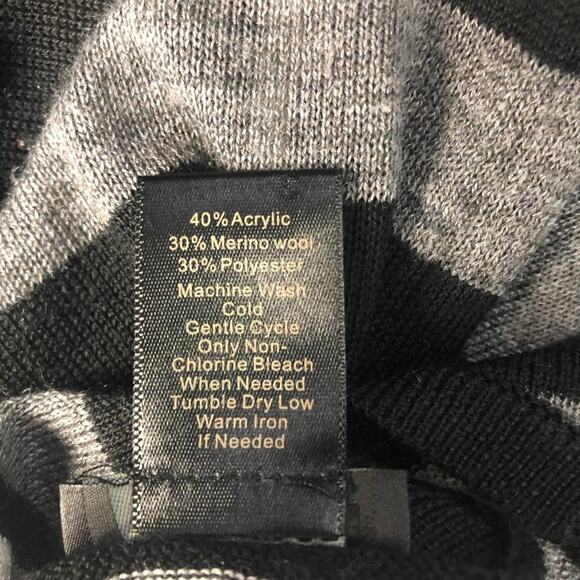 40% Acrylic
30% Merino wool
30% Polyester
Machine Wash
Cold
Gentle Cycle
Only Non-
Chlorine Bleach
When Needed
Tumble Dry Low
Warm Iron
If Needed